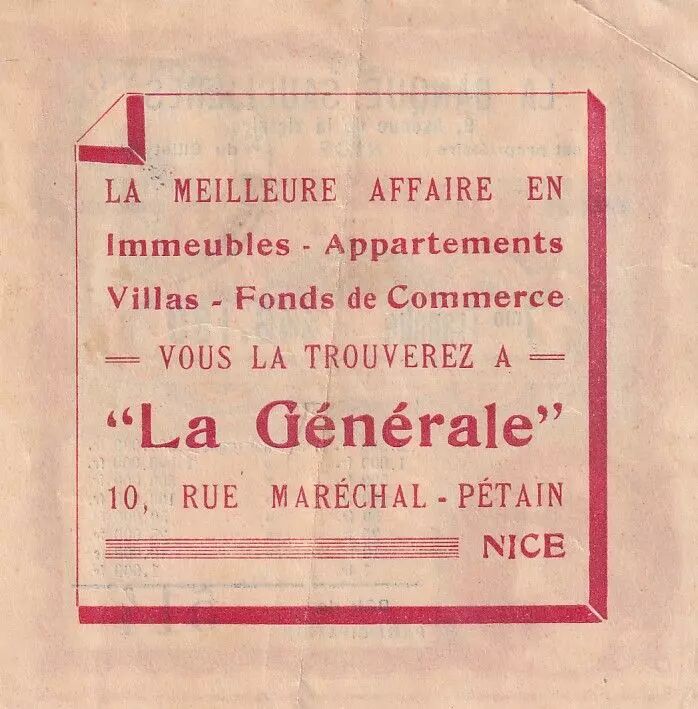 LA MEILLEURE AFFAIRE EN
Immeubles - Appartements
Villas - Fonds de Commerce
VOUS LA TROUVEREZ A
"La Générale"
10, RUE MARÉCHAL - PÉTAIN
NICE